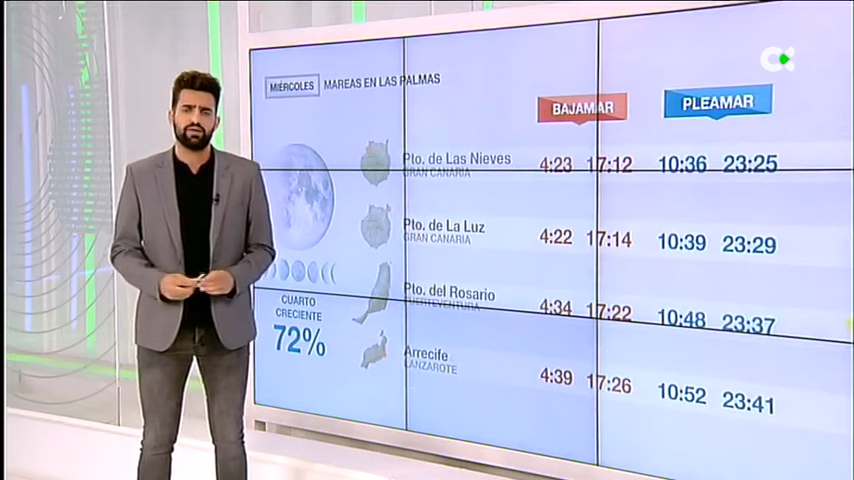 MIÉRCOLES MAREAS EN LAS PALMAS
BAJAMAR PLEAMAR
Pto. de Las Nieves 4:23 17:12 10:36 23:25
GRAN CANARIA
Pto. de La Luz 4:22 17:14 10:39 23:29
GRAN CANARIA
Pto. del Rosario 4:34 17:22 10:48 23:37
FUERTEVENTURA
Arrecife 4:39 17:26 10:52 23:41
LANZAROTE
CUARTO
CRECIENTE
72%